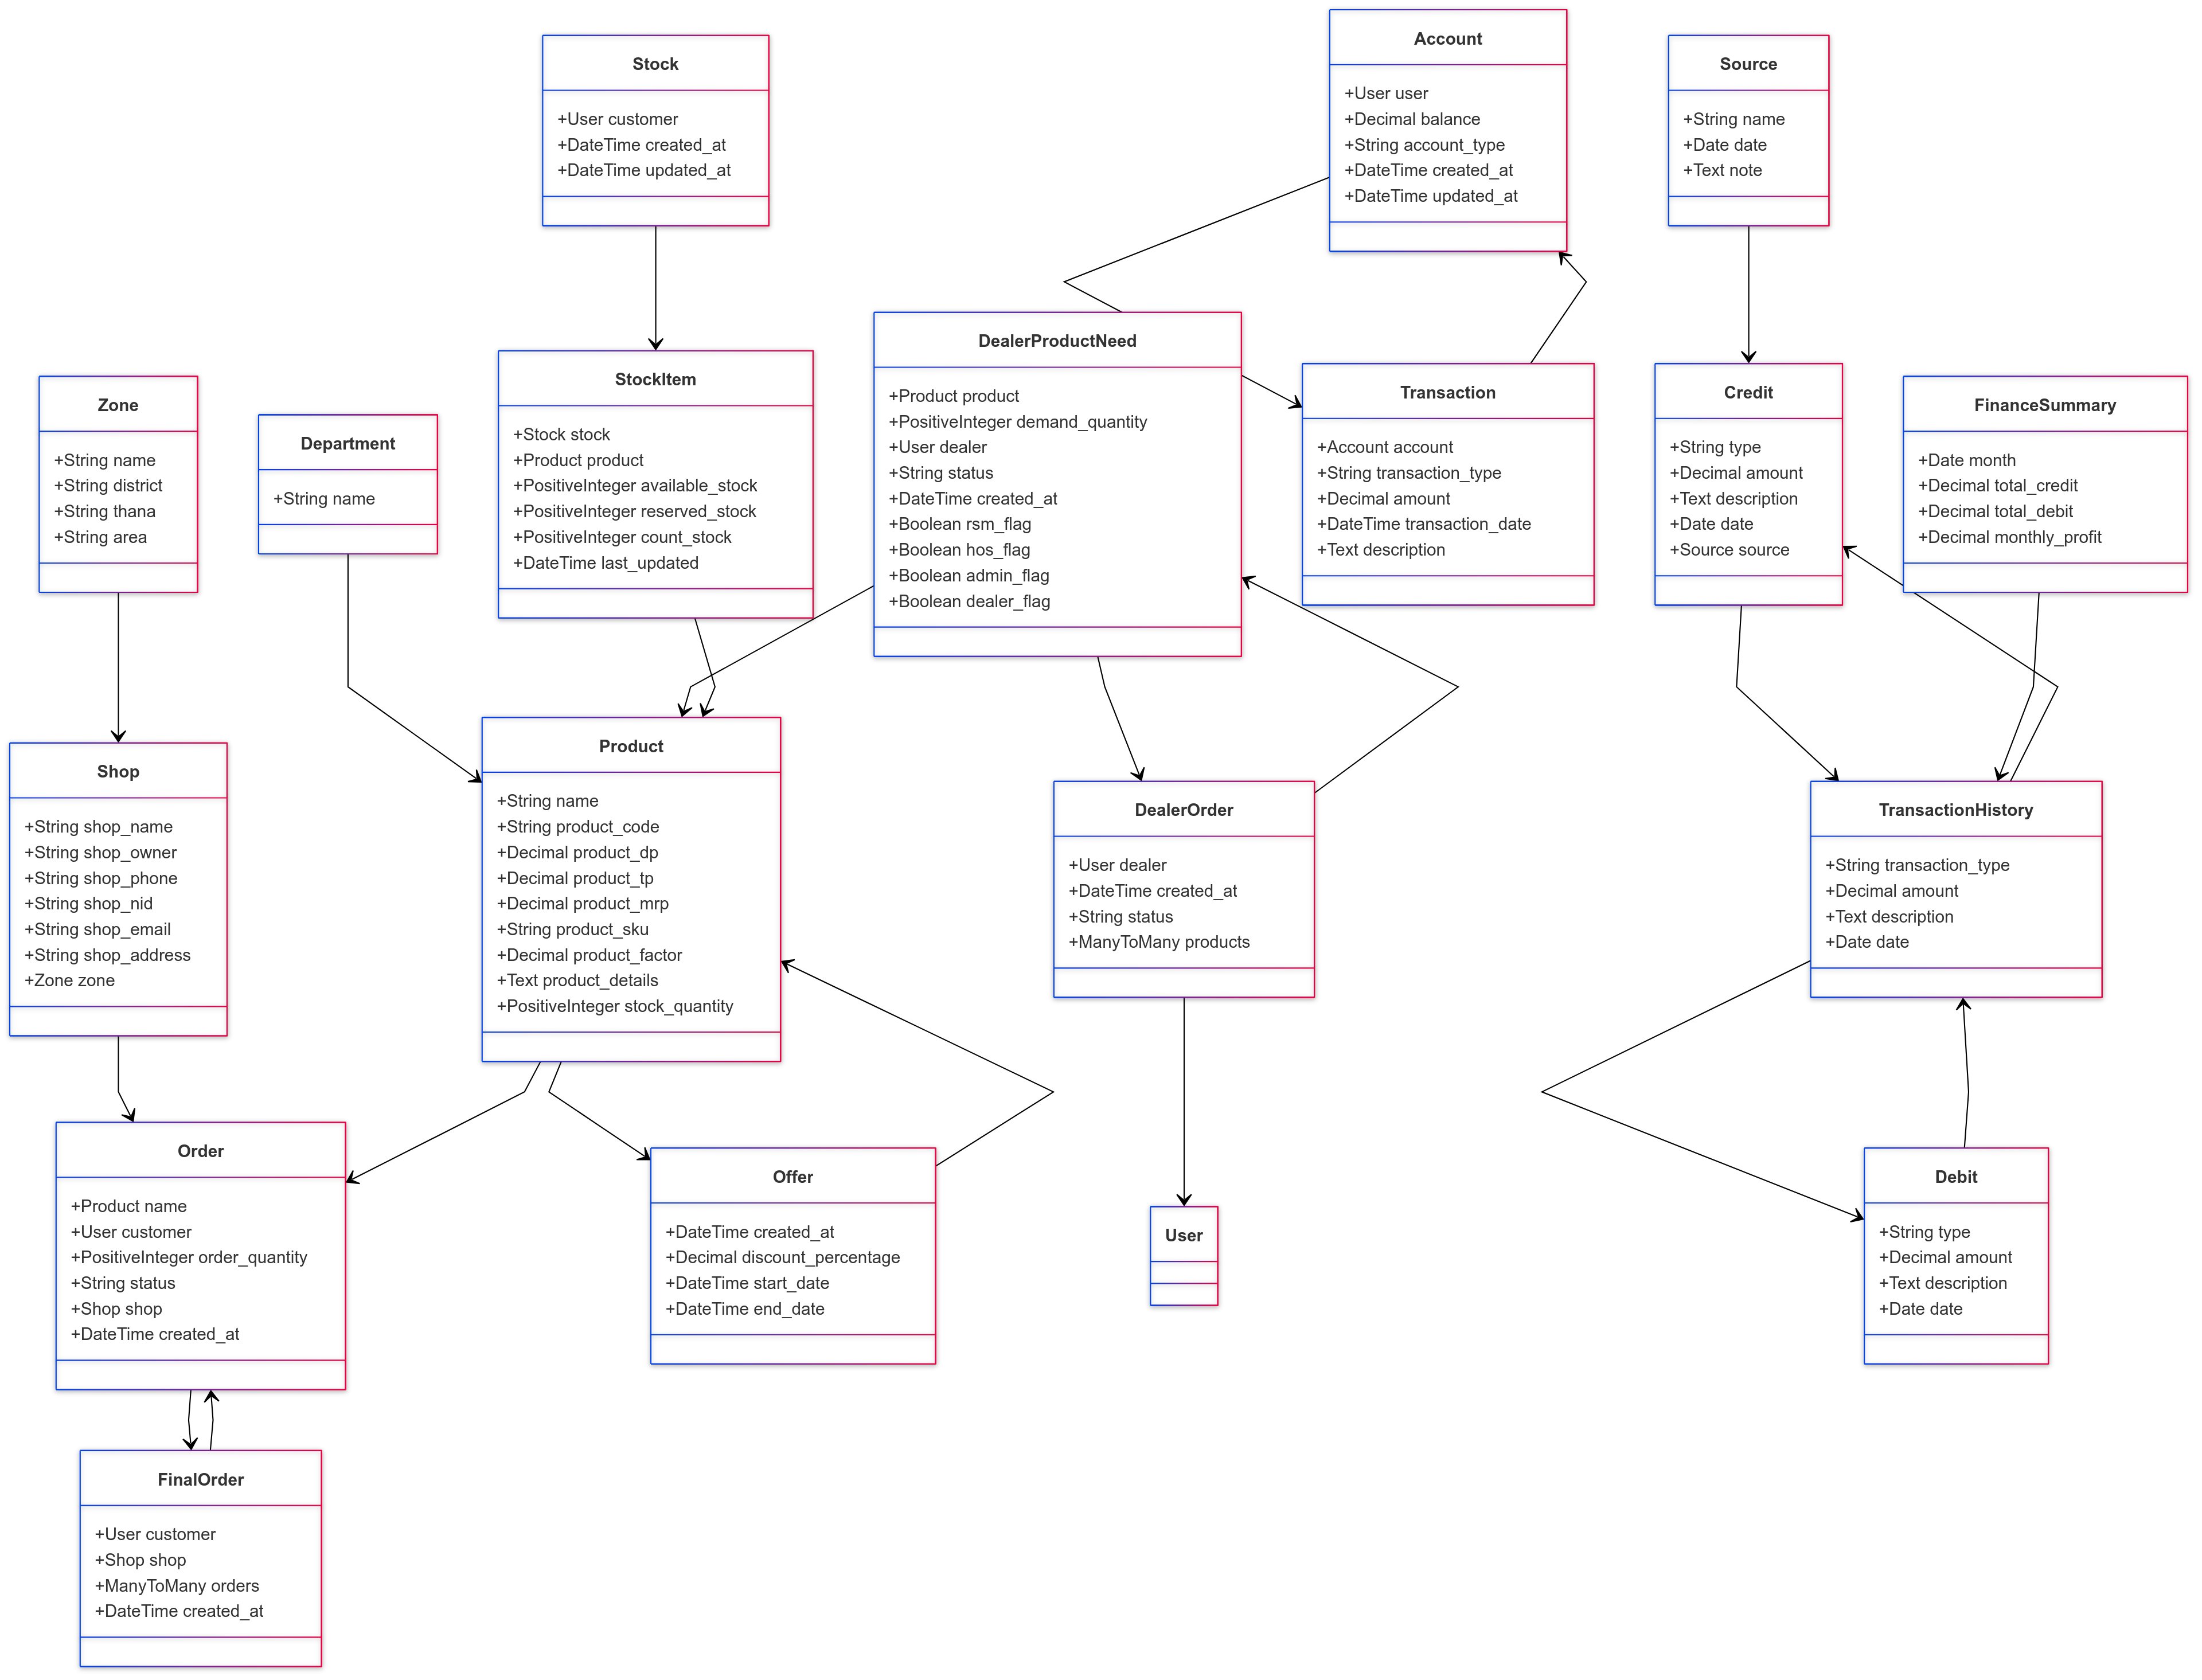 Account
+User user
+Decimal balance
+String account_type
+DateTime created_at
+DateTime updated_at
Stock
+User customer
+DateTime created_at
+DateTime updated_at
Source
+String name
+Date date
+Text note
DealerProductNeed
+Product product
+PositiveInteger demand_quantity
+User dealer
+String status
+DateTime created_at
+Boolean rsm_flag
+Boolean hos_flag
+Boolean admin_flag
+Boolean dealer_flag
StockItem
+Stock stock
+Product product
+PositiveInteger available_stock
+PositiveInteger reserved_stock
+PositiveInteger count_stock
+DateTime last_updated
Transaction
+Account account
+String transaction_type
+Decimal amount
+DateTime transaction_date
+Text description
Credit
+String type
+Decimal amount
+Text description
+Date date
+Source source
Zone
+String name
+String district
+String thana
+String area
FinanceSummary
+Date month
+Decimal total_credit
+Decimal total_debit
+Decimal monthly_profit
Department
+String name
Product
+String name
+String product_code
+Decimal product_dp
+Decimal product_tp
+Decimal product_mrp
+String product_sku
+Decimal product_factor
+Text product_details
+PositiveInteger stock_quantity
Shop
+String shop_name
+String shop_owner
+String shop_phone
+String shop_nid
+String shop_email
+String shop_address
+Zone zone
DealerOrder
+User dealer
+DateTime created_at
+String status
+ManyToMany products
TransactionHistory
+String transaction_type
+Decimal amount
+Text description
+Date date
Order
+Product name
+User customer
+PositiveInteger order_quantity
+String status
+Shop shop
+DateTime created_at
Offer
+DateTime created_at
+Decimal discount_percentage
+DateTime start_date
+DateTime end_date
User
Debit
+String type
+Decimal amount
+Text description
+Date date
FinalOrder
+User customer
+Shop shop
+ManyToMany orders
+DateTime created_at